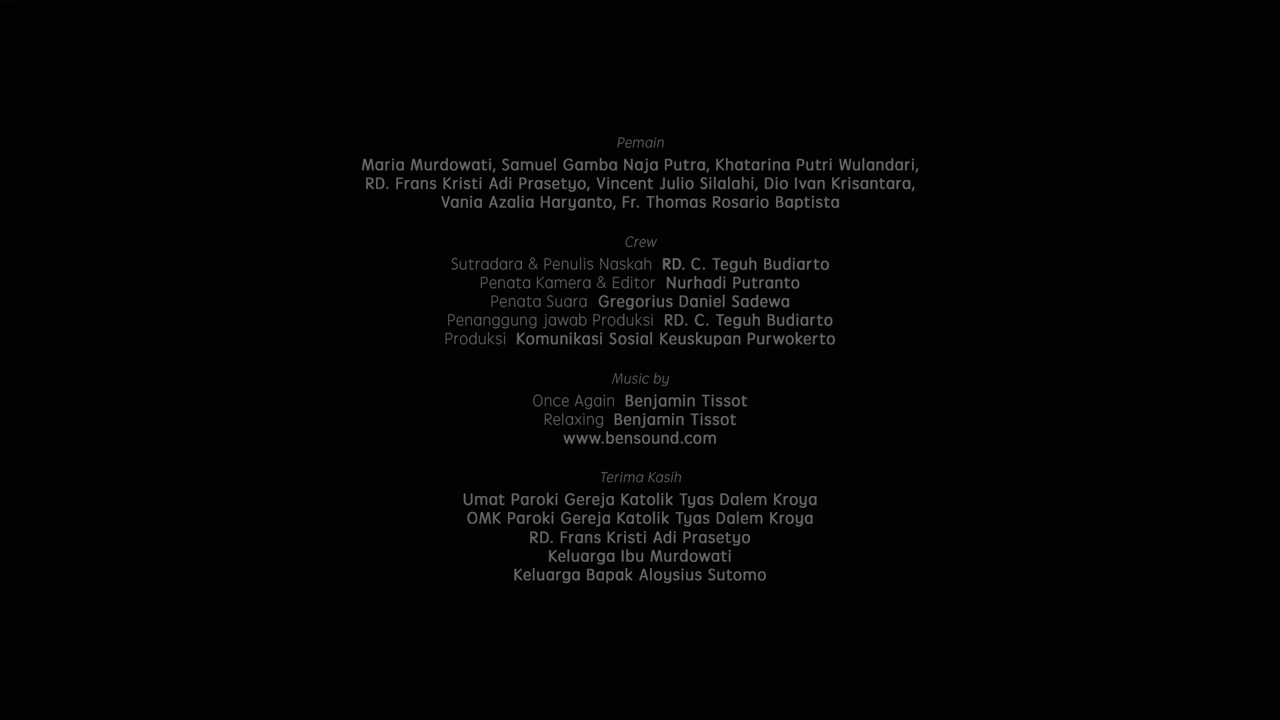 Pemain
Maria Murdowati, Samuel Gamba Naja Putra, Khatarina Putri Wulandari,
RD. Frans Kristi Adi Prasetyo, Vincent Julio Silalahi, Dio Ivan Krisantara,
Vania Azalia Haryanto, Fr. Thomas Rosario Baptista
Crew
Sutradara & Penulis Naskah RD. C. Teguh Budiarto
Penata Kamera & Editor Nurhadi Putranto
Penata Suara Gregorius Daniel Sadewa
Penanggung jawab Produksi RD. C. Teguh Budiarto
Produksi Komunikasi Sosial Keuskupan Purwokerto
Music by
Once Again Benjamin Tissot
Relaxing Benjamin Tissot
www.bensound.com
Terima Kasih
Umat Paroki Gereja Katolik Tyas Dalem Kroya
OMK Paroki Gereja Katolik Tyas Dalem Kroya
RD. Frans Kristi Adi Prasetyo
Keluarga Ibu Murdowati
Keluarga Bapak Aloysius Sutomo